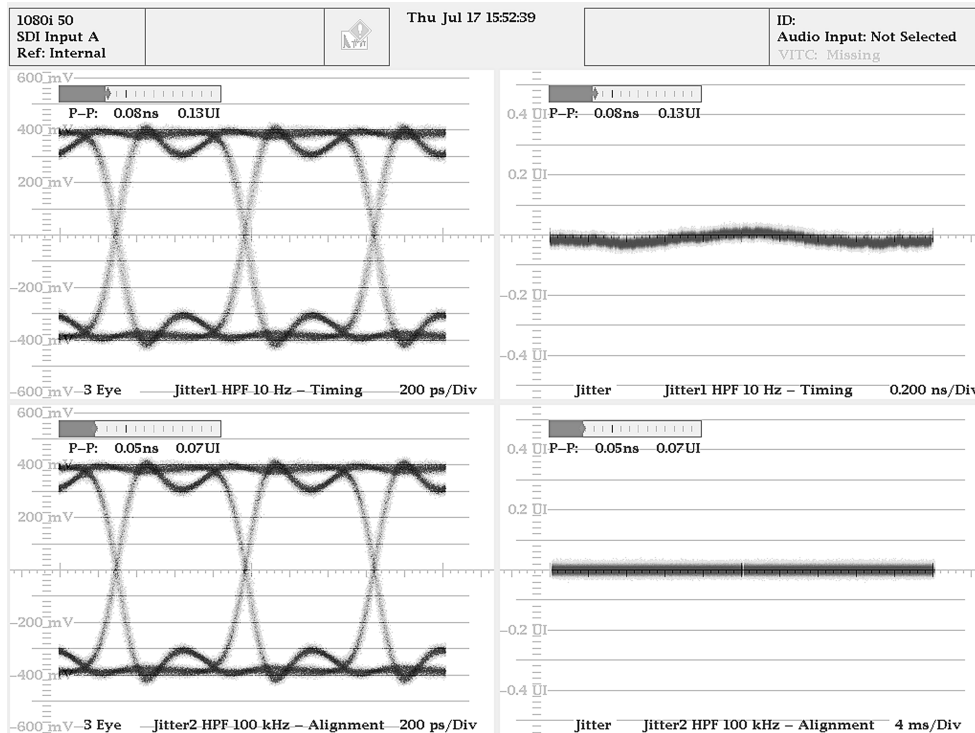 1080i 50
SDI Input A
Ref: Internal
Thu Jul 17 15:52:39
ID:
Audio Input: Not Selected
VITC: Missing
600 mV
P-P: 0.08ns 0.13UI
400 mV
200 mV
-200 mV
-400 mV
-600 mV
3 Eye Jitter1 HPF 10 Hz - Timing 200 ps/Div
P-P: 0.08ns 0.13UI
0.4 UI
0.2 UI
-0.2 UI
-0.4 UI
Jitter Jitter1 HPF 10 Hz - Timing 0.200 ns/Div
600 mV
P-P: 0.05ns 0.07UI
400 mV
200 mV
-200 mV
-400 mV
-600 mV
3 Eye Jitter2 HPF 100 kHz - Alignment 200 ps/Div
P-P: 0.05ns 0.07UI
0.4 UI
0.2 UI
-0.2 UI
-0.4 UI
Jitter Jitter2 HPF 100 kHz - Alignment 4 ms/Div